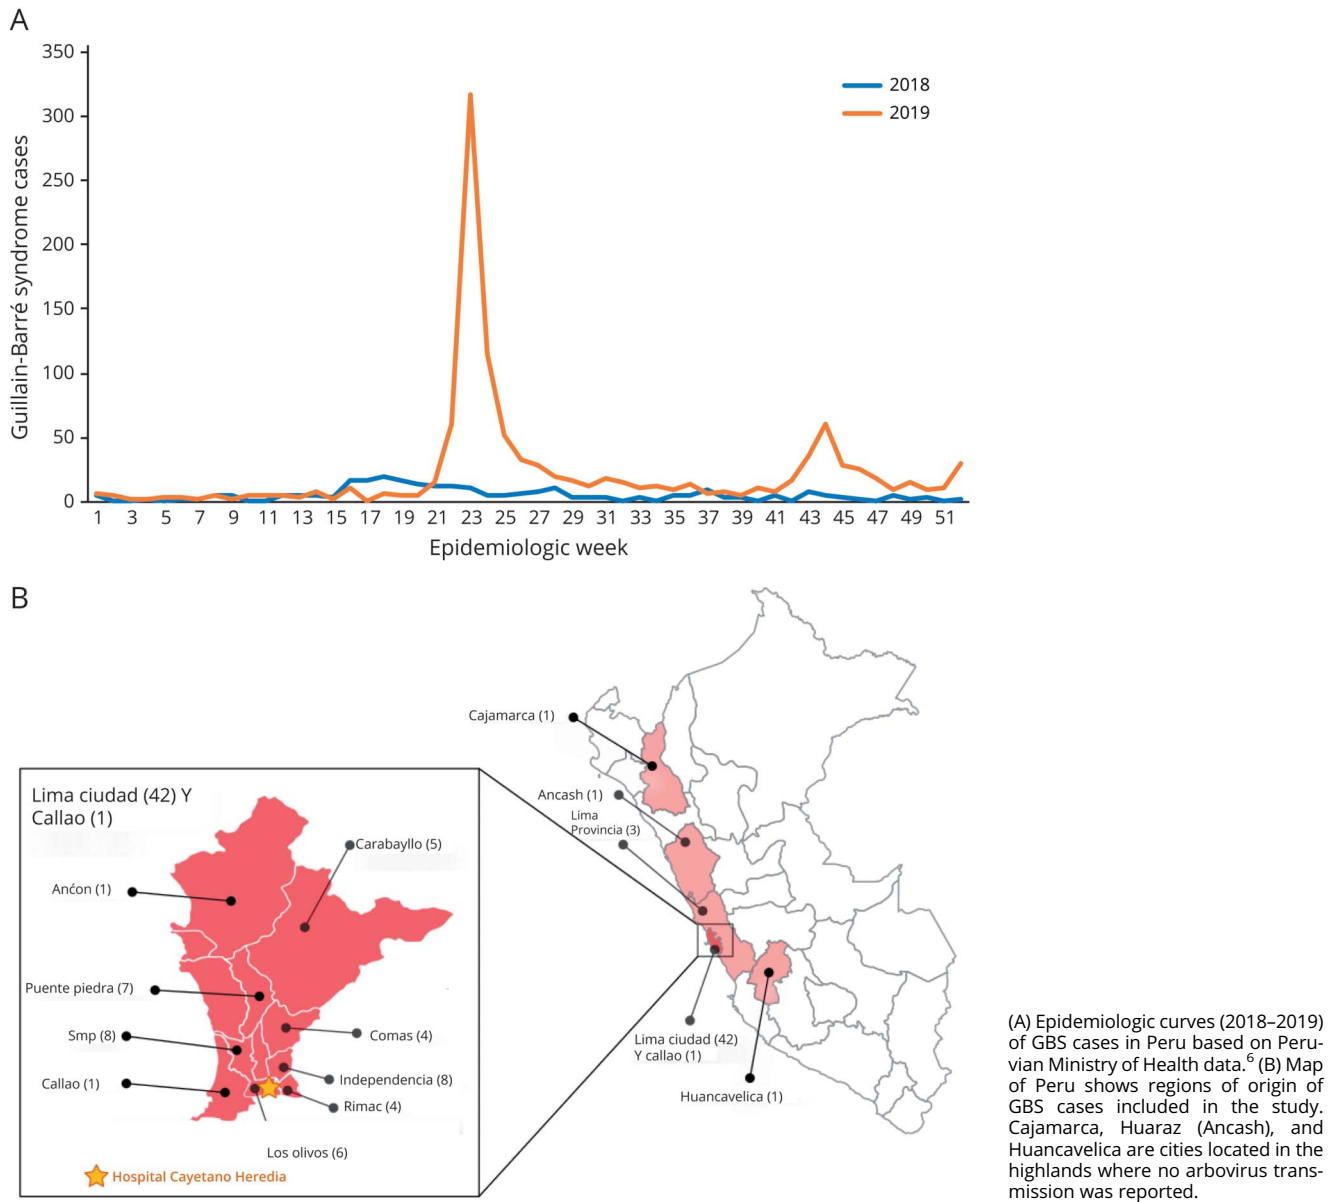 A
350
300
250
200
150
100
50
0
Guillain-Barré syndrome cases
2018
2019
1 3 5 7 9 11 13 15 17 19 21 23 25 27 29 31 33 35 37 39 41 43 45 47 49 51
Epidemiologic week
B
Cajamarca (1)
Ancash (1)
Lima
Provincia (3)
Lima ciudad (42)
Y callao (1)
Huancavelica (1)
Lima ciudad (42) Y
Callao (1)
Carabayllo (5)
Anćon (1)
Puente piedra (7)
Smp (8)
Comas (4)
Callao (1)
Independencia (8)
Rimac (4)
Los olivos (6)
Hospital Cayetano Heredia
(A) Epidemiologic curves (2018–2019)
of GBS cases in Peru based on Peru-
vian Ministry of Health data.6 (B) Map
of Peru shows regions of origin of
GBS cases included in the study.
Cajamarca, Huaraz (Ancash), and
Huancavelica are cities located in the
highlands where no arbovirus trans-
mission was reported.